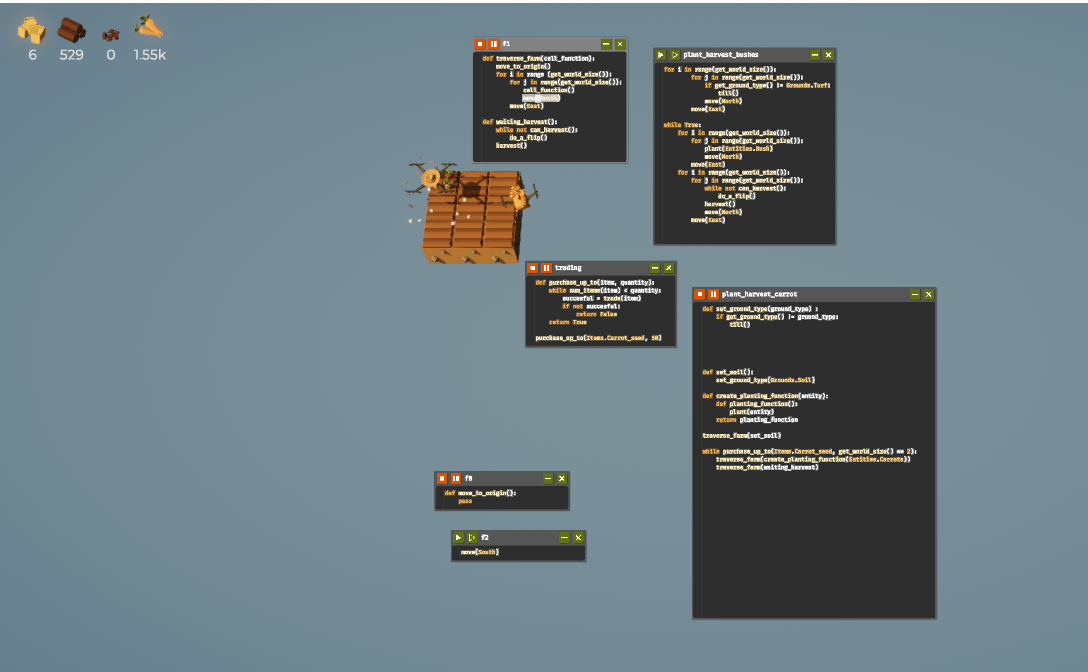 6 529 0 1.55k
f1
def traverse_farm(cell_function):
move_to_origin()
for i in range (get_world_size()):
for j in range(get_world_size()):
cell_function()
move(North)
move(East)
def waiting_harvest():
while not can_harvest():
do_a_flip()
harvest()
plant_harvest_bushes
for i in range(get_world_size()):
for j in range(get_world_size()):
if get_ground_type() != Grounds.Turf:
till()
move(North)
move(East)
while True:
for i in range(get_world_size()):
for j in range(get_world_size()):
plant(Entities.Bush)
move(North)
move(East)
for i in range(get_world_size()):
for j in range(get_world_size()):
while not can_harvest():
do_a_flip()
harvest()
move(North)
move(East)
trading
def purchase_up_to(item, quantity):
while num_items(item) < quantity:
succesful = trade(item)
if not succesful:
return False
return True
purchase_up_to(Items.Carrot_seed, 50)
plant_harvest_carrot
def set_ground_type(ground_type) :
if get_ground_type() != ground_type:
till()
def set_soil():
set_ground_type(Grounds.Soil)
def create_planting_function(entity):
def planting_function():
plant(entity)
return planting_function
traverse_farm(set_soil)
while purchase_up_to(Items.Carrot_seed, get_world_size() ** 2):
traverse_farm(create_planting_function(Entities.Carrots))
traverse_farm(waiting_harvest)
f8
def move_to_origin():
pass
f2
move(South)